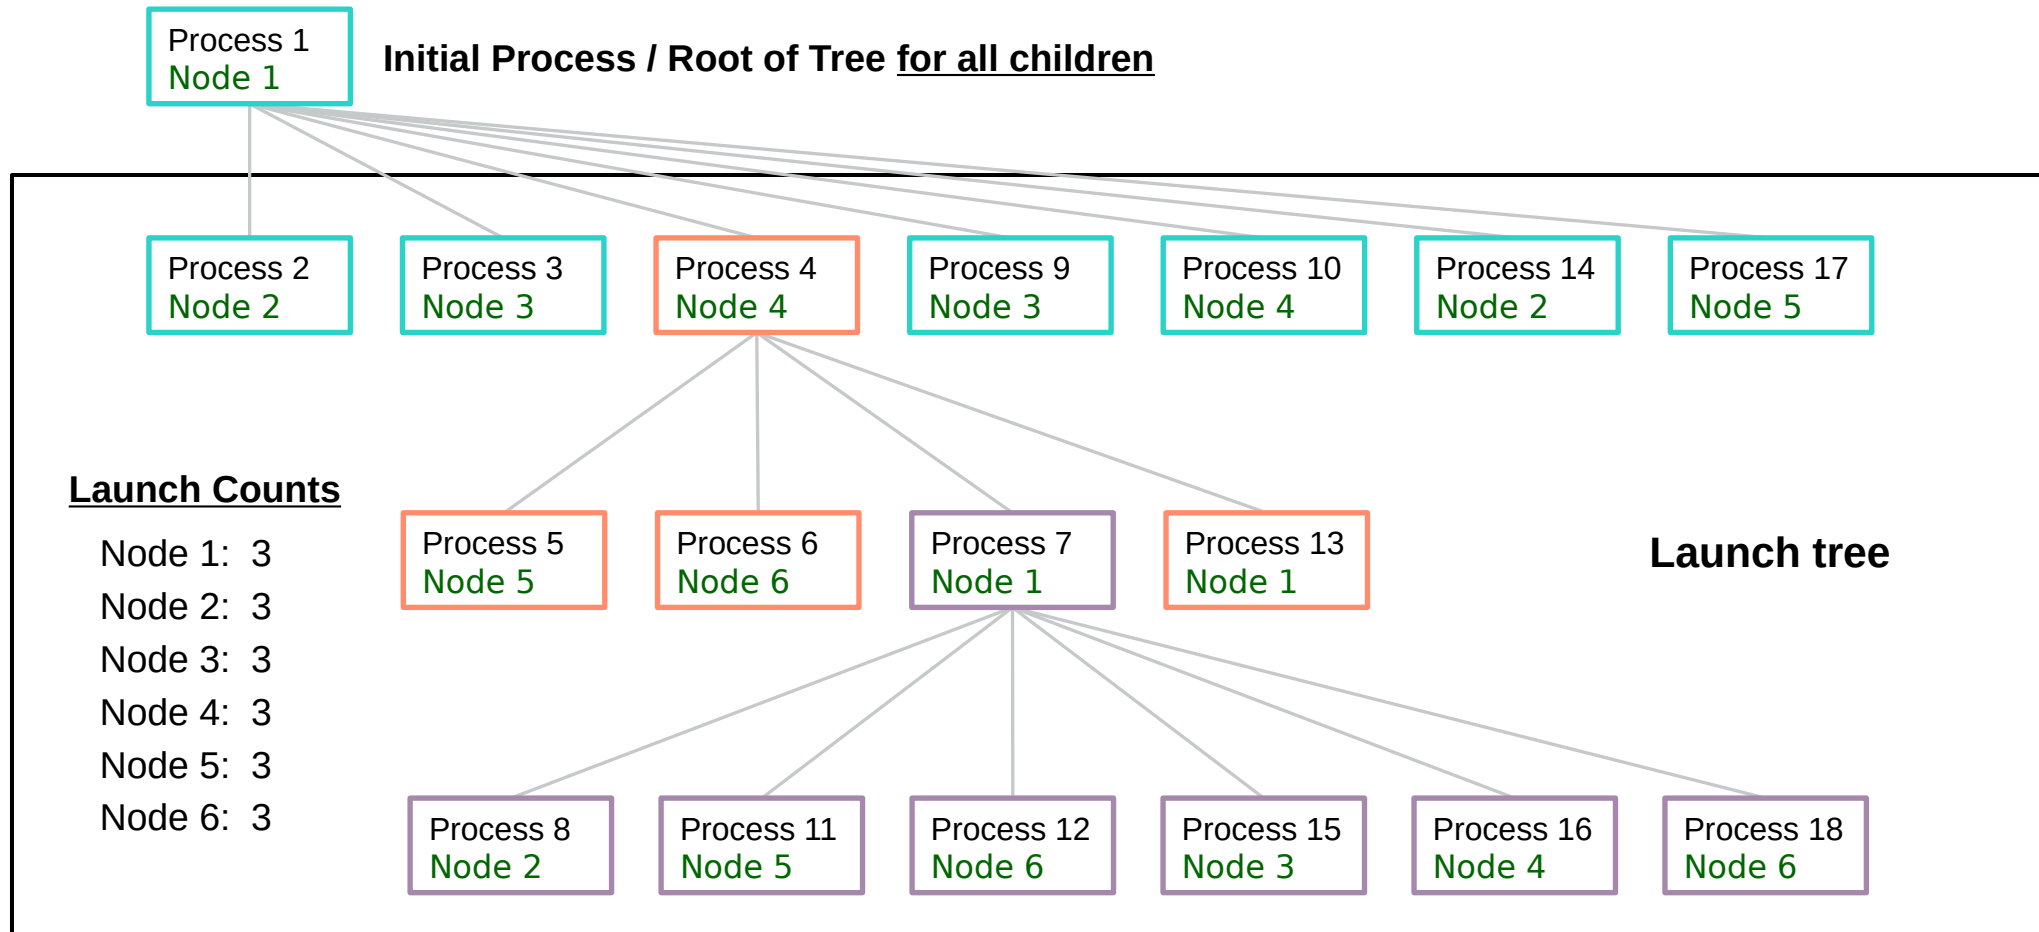 Process 1
Node 1
Initial Process / Root of Tree for all children
Process 2
Node 2
Process 3
Node 3
Process 4
Node 4
Process 9
Node 3
Process 10
Node 4
Process 14
Node 2
Process 17
Node 5
Launch Counts
Node 1: 3
Node 2: 3
Node 3: 3
Node 4: 3
Node 5: 3
Node 6: 3
Process 5
Node 5
Process 6
Node 6
Process 7
Node 1
Process 13
Node 1
Launch tree
Process 8
Node 2
Process 11
Node 5
Process 12
Node 6
Process 15
Node 3
Process 16
Node 4
Process 18
Node 6